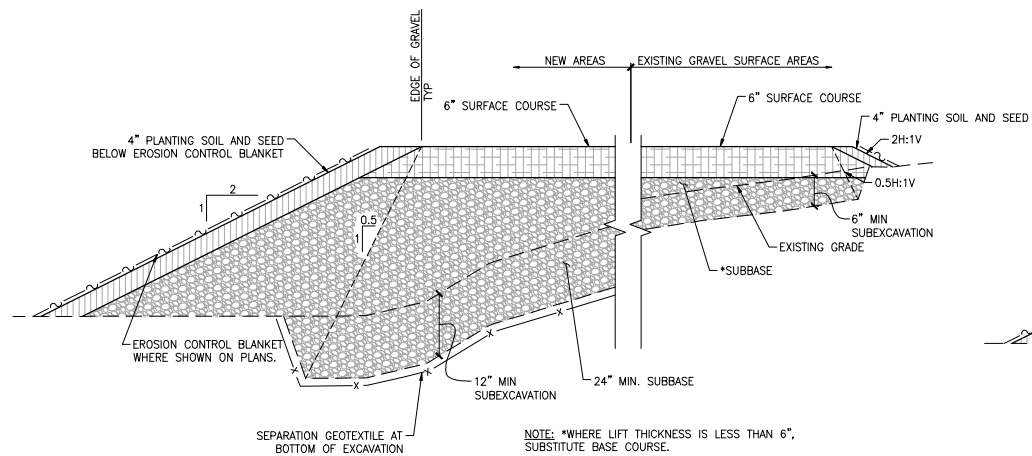 EDGE OF GRAVEL
TYP
NEW AREAS
EXISTING GRAVEL SURFACE AREAS
6" SURFACE COURSE
6" SURFACE COURSE
4" PLANTING SOIL AND SEED
BELOW EROSION CONTROL BLANKET
4" PLANTING SOIL AND SEED
2H:1V
0.5H:1V
2
1
0.5
1
6" MIN
SUBEXCAVATION
EXISTING GRADE
*SUBBASE
EROSION CONTROL BLANKET
WHERE SHOWN ON PLANS.
12" MIN
SUBEXCAVATION
24" MIN. SUBBASE
SEPARATION GEOTEXTILE AT
BOTTOM OF EXCAVATION
NOTE: *WHERE LIFT THICKNESS IS LESS THAN 6",
SUBSTITUTE BASE COURSE.